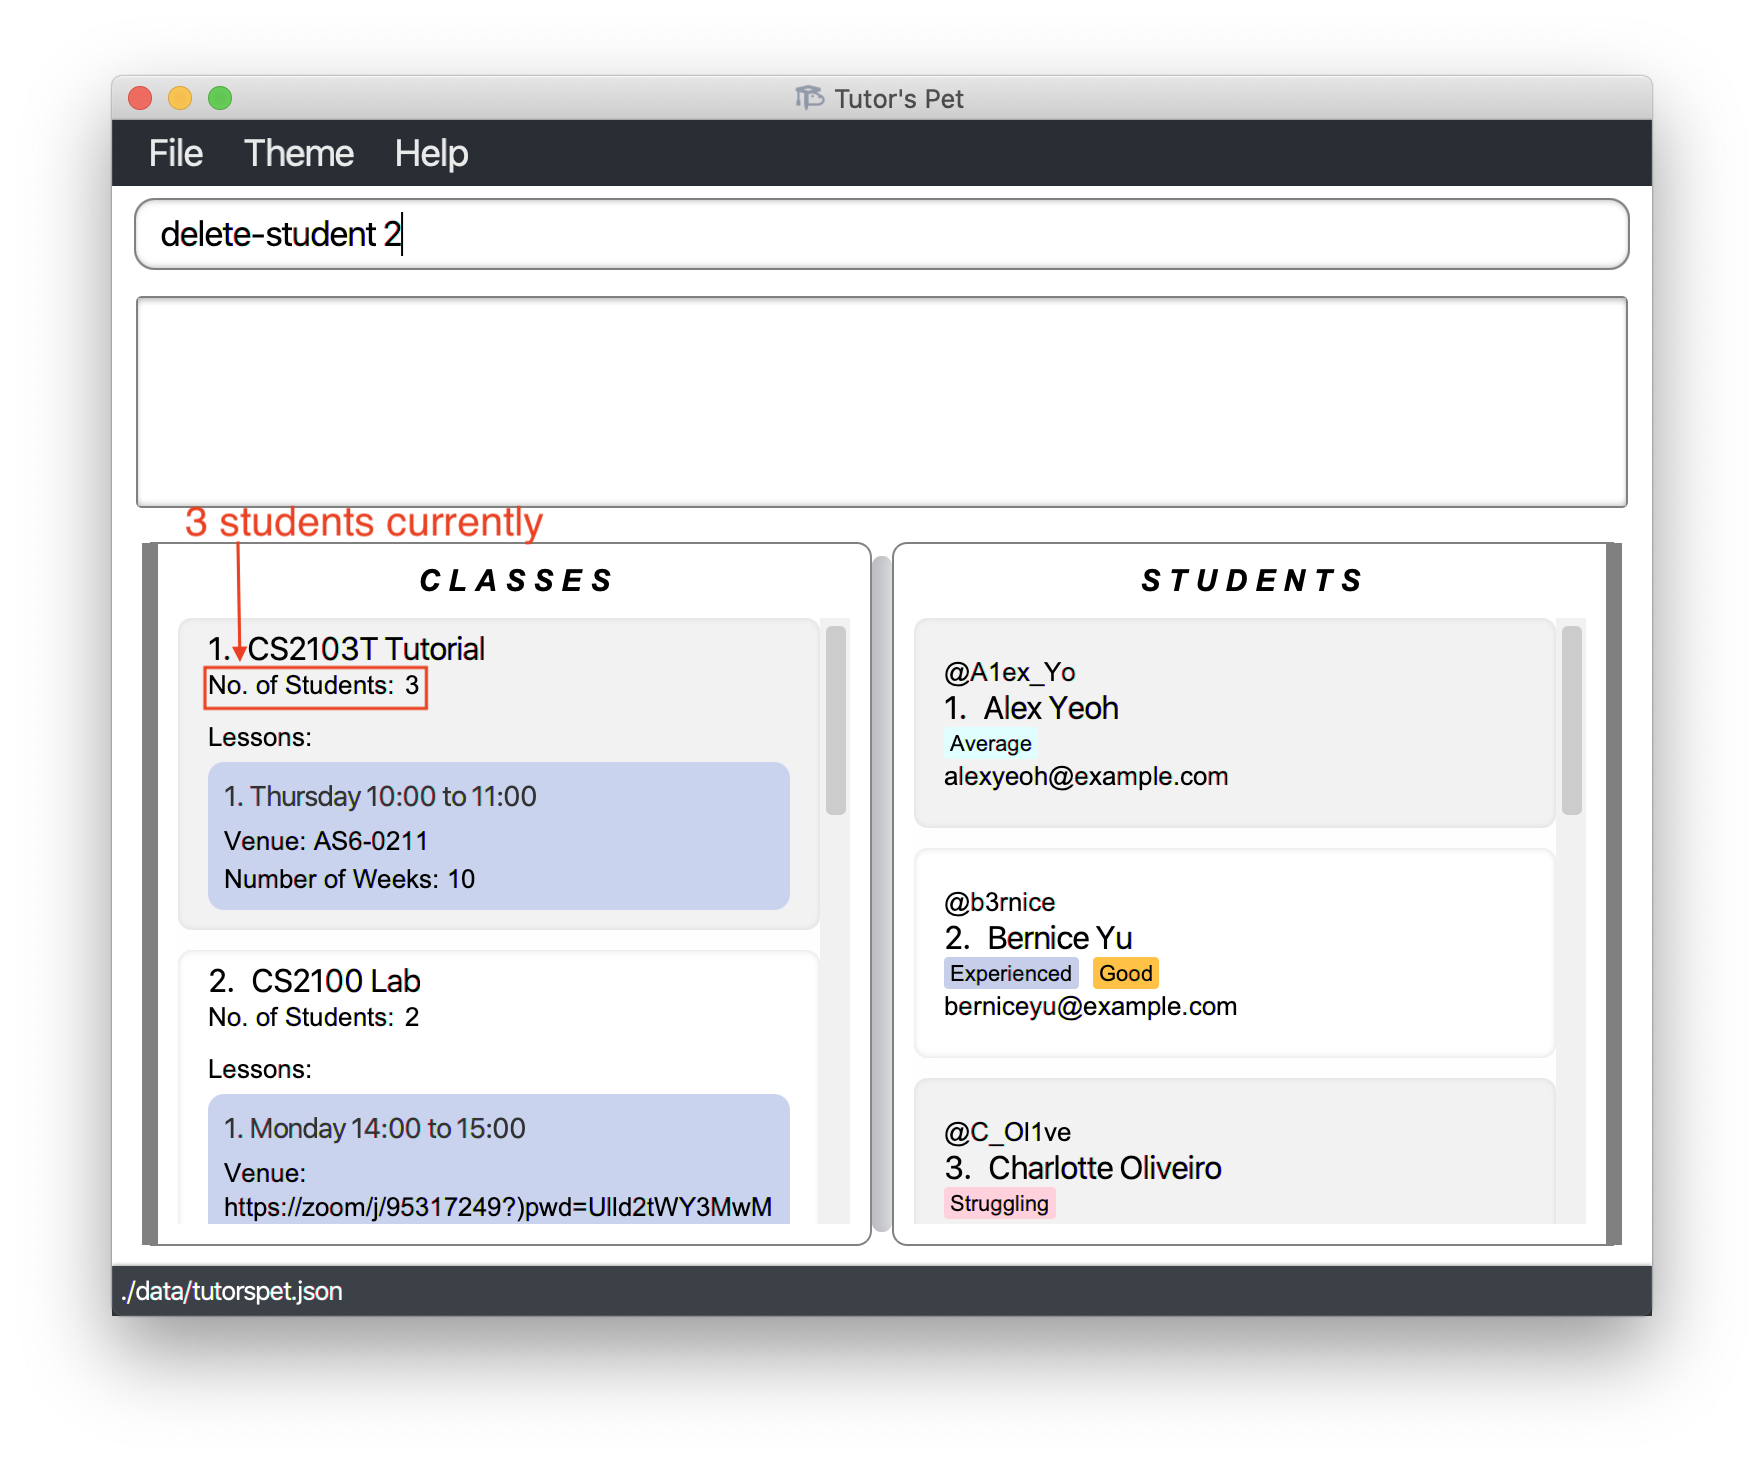 Tutor's Pet
File Theme Help
delete-student 2
3 students currently
CLASSES
1. CS2103T Tutorial
No. of Students: 3
Lessons:
1. Thursday 10:00 to 11:00
Venue: AS6-0211
Number of Weeks: 10
2. CS2100 Lab
No. of Students: 2
Lessons:
1. Monday 14:00 to 15:00
Venue:
https://zoom/j/95317249?)pwd=Ulld2tWY3MwM
STUDENTS
@A1ex_Yo
1. Alex Yeoh
Average
alexyeoh@example.com
@b3rnice
2. Bernice Yu
Experienced Good
berniceyu@example.com
@C_Ol1ve
3. Charlotte Oliveiro
Struggling
./data/tutorspet.json